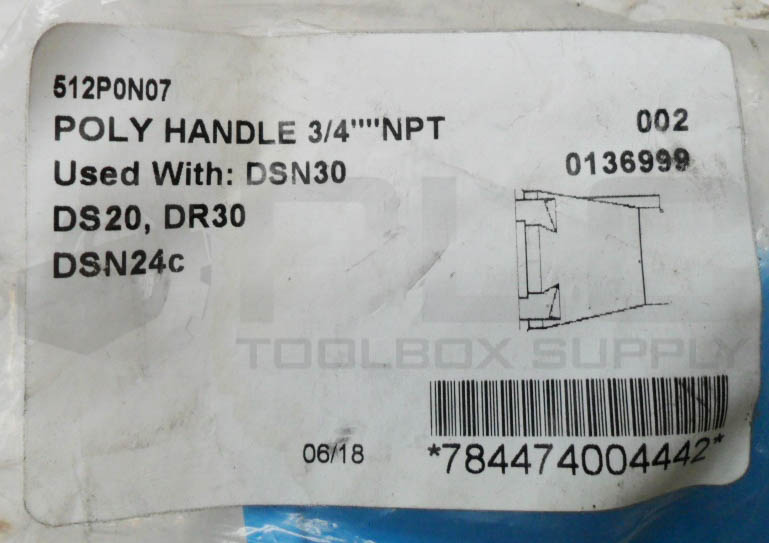 512P0N07
POLY HANDLE 3/4""NPT 002
Used With: DSN30 0136999
DS20, DR30
DSN24c
PLC
TOOLBOX SUPPLY
06/18 *784474004442*